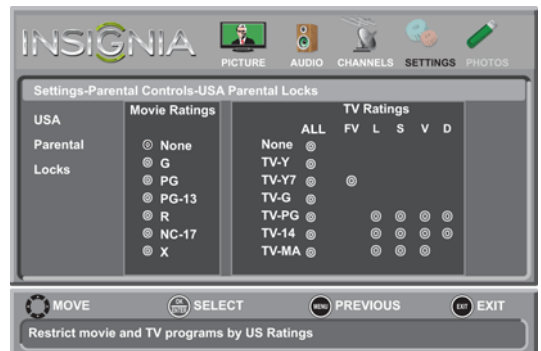 INSIGNIA
PICTURE AUDIO CHANNELS SETTINGS PHOTOS
Settings-Parental Controls-USA Parental Locks
USA
Parental
Locks
Movie Ratings
None
G
PG
PG-13
R
NC-17
X
TV Ratings
ALL FV L S V D
None
TV-Y
TV-Y7
TV-G
TV-PG
TV-14
TV-MA
MOVE OK ENTER SELECT MENU PREVIOUS EXIT EXIT
Restrict movie and TV programs by US Ratings